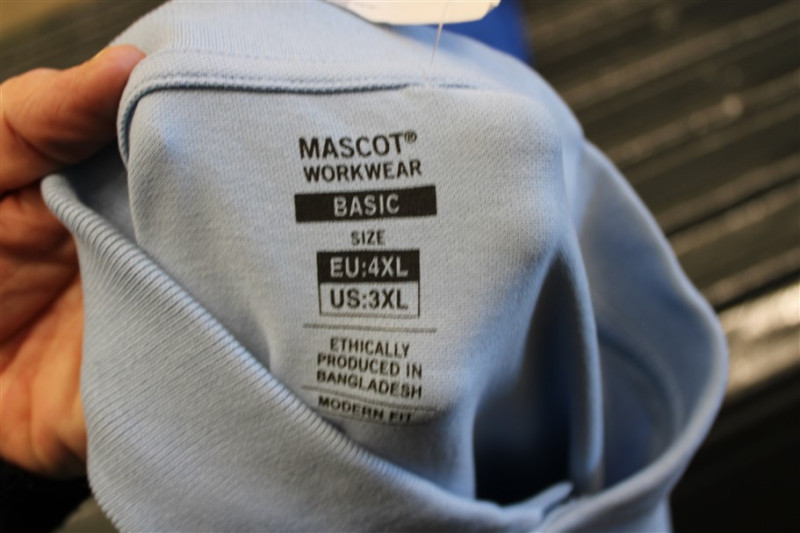 MASCOT®
WORKWEAR
BASIC
SIZE
EU:4XL
US:3XL
ETHICALLY
PRODUCED IN
BANGLADESH
MODERN FIT